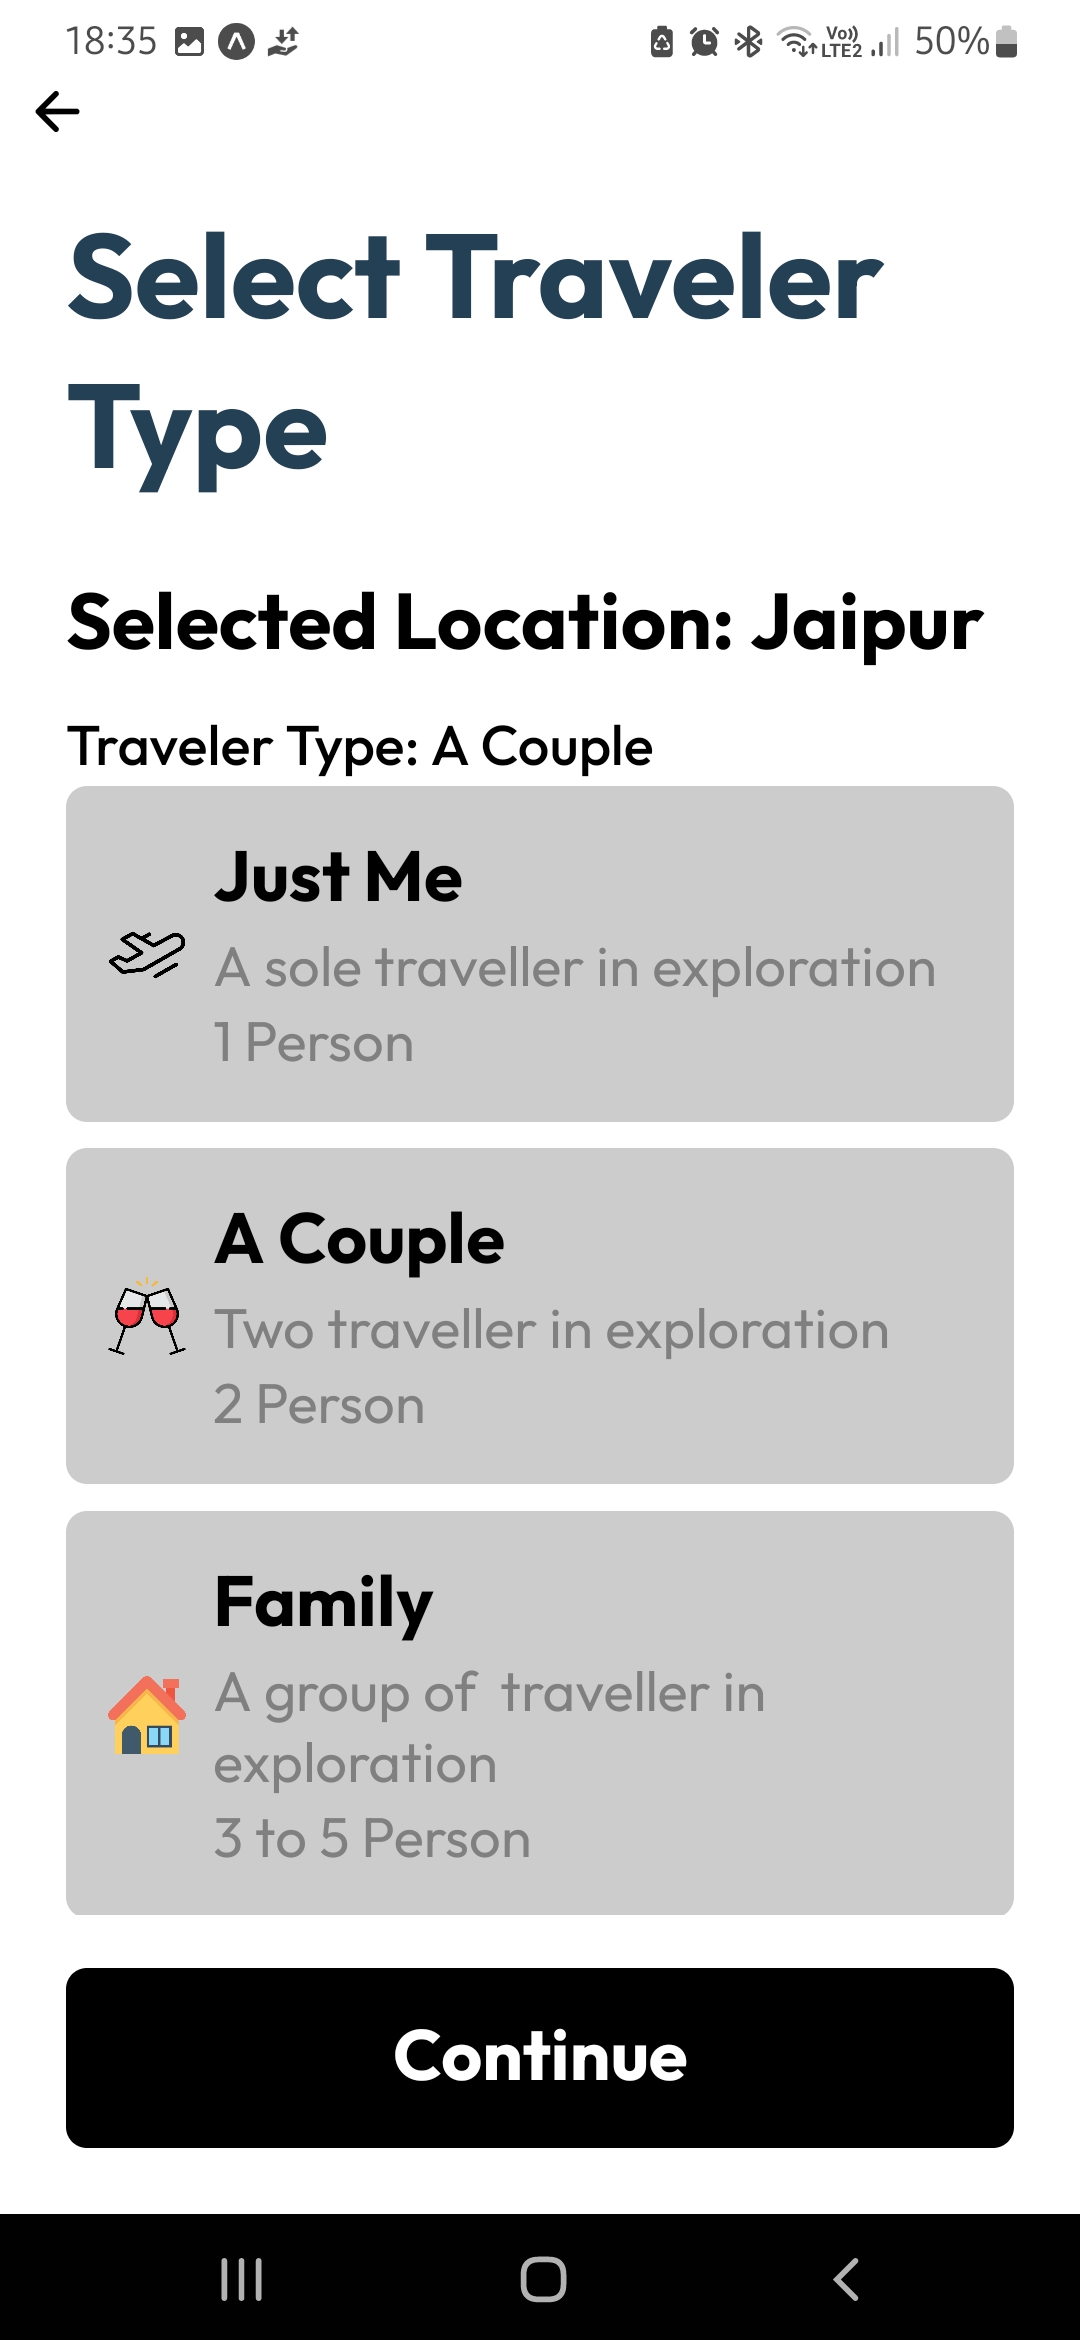 18:35 Vo)) LTE2 50%
Select Traveler
Type
Selected Location: Jaipur
Traveler Type: A Couple
Just Me
A sole traveller in exploration
1 Person
A Couple
Two traveller in exploration
2 Person
Family
A group of  traveller in
exploration
3 to 5 Person
Continue